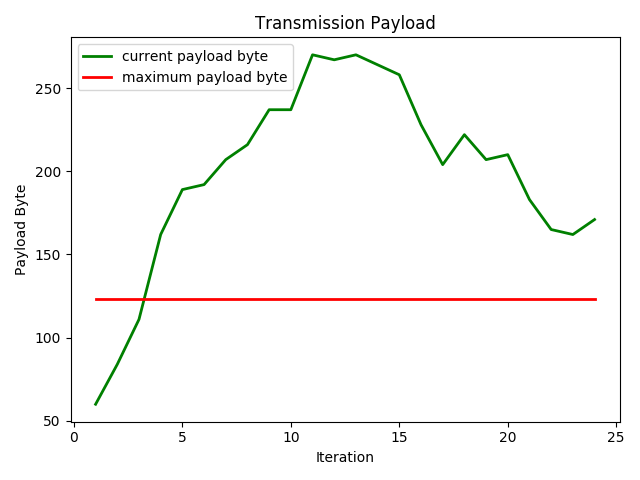 Transmission Payload
current payload byte
maximum payload byte
Payload Byte
250
200
150
100
50
0 5 10 15 20 25
Iteration